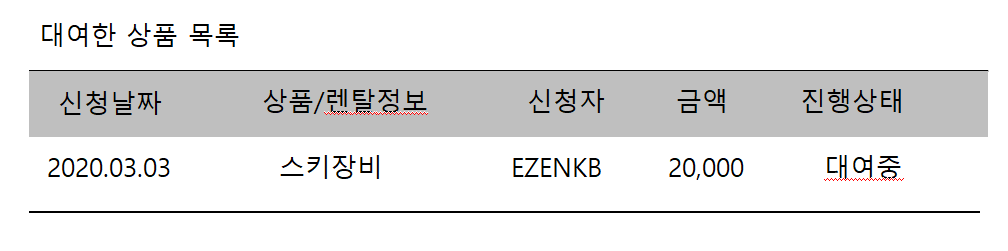 대여한 상품 목록
신청날짜 상품/렌탈정보 신청자 금액 진행상태
2020.03.03 스키장비 EZENKB 20,000 대여중